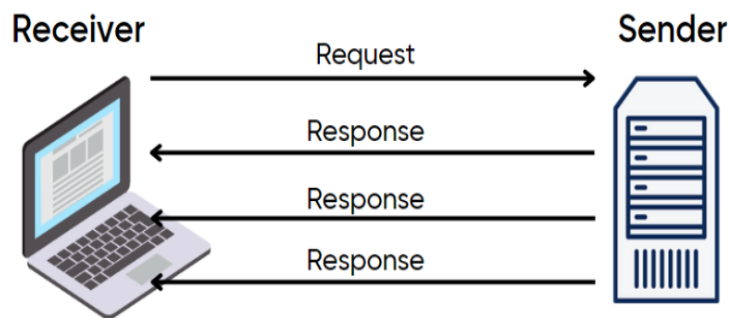 Receiver
Sender
Request
Response
Response
Response